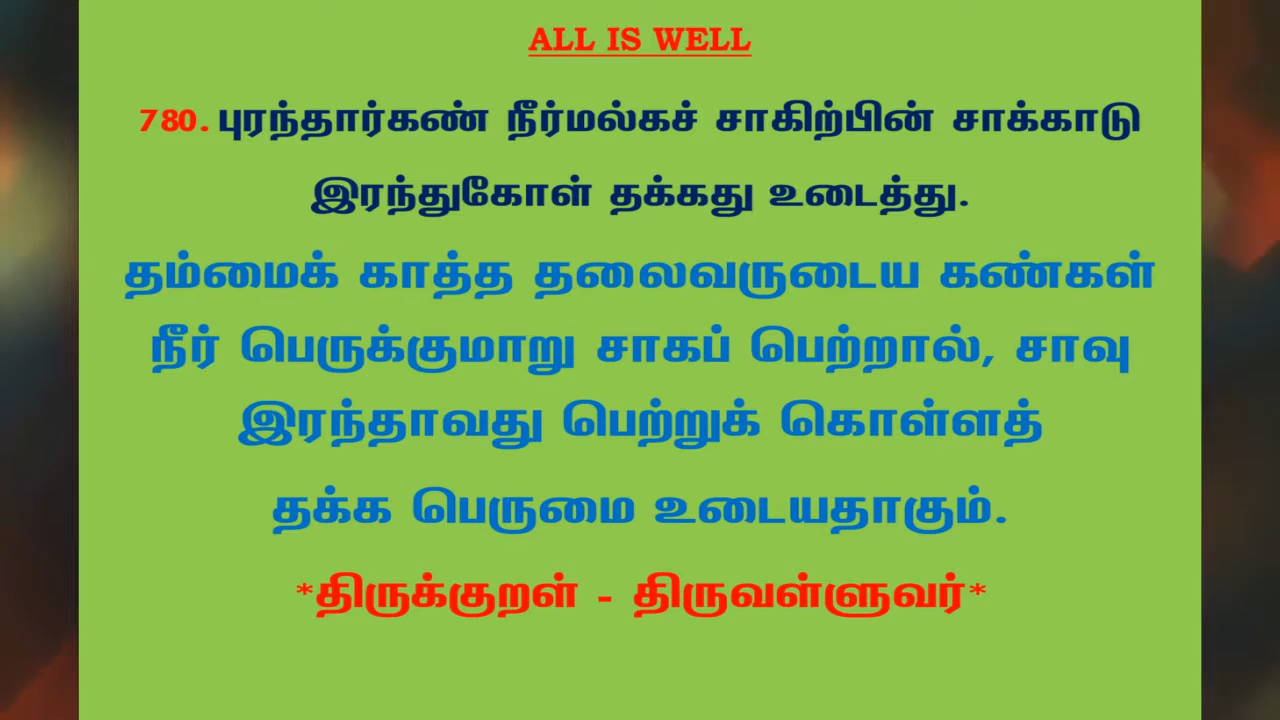 ALL IS WELL
780. புரந்தார்கண் நீர்மல்கச் சாகிற்பின் சாக்காடு
இரந்துகோள் தக்கது உடைத்து.
தம்மைக் காத்த தலைவருடைய கண்கள்
நீர் பெருக்குமாறு சாகப் பெற்றால், சாவு
இரந்தாவது பெற்றுக் கொள்ளத்
தக்க பெருமை உடையதாகும்.
*திருக்குறள் - திருவள்ளுவர்*